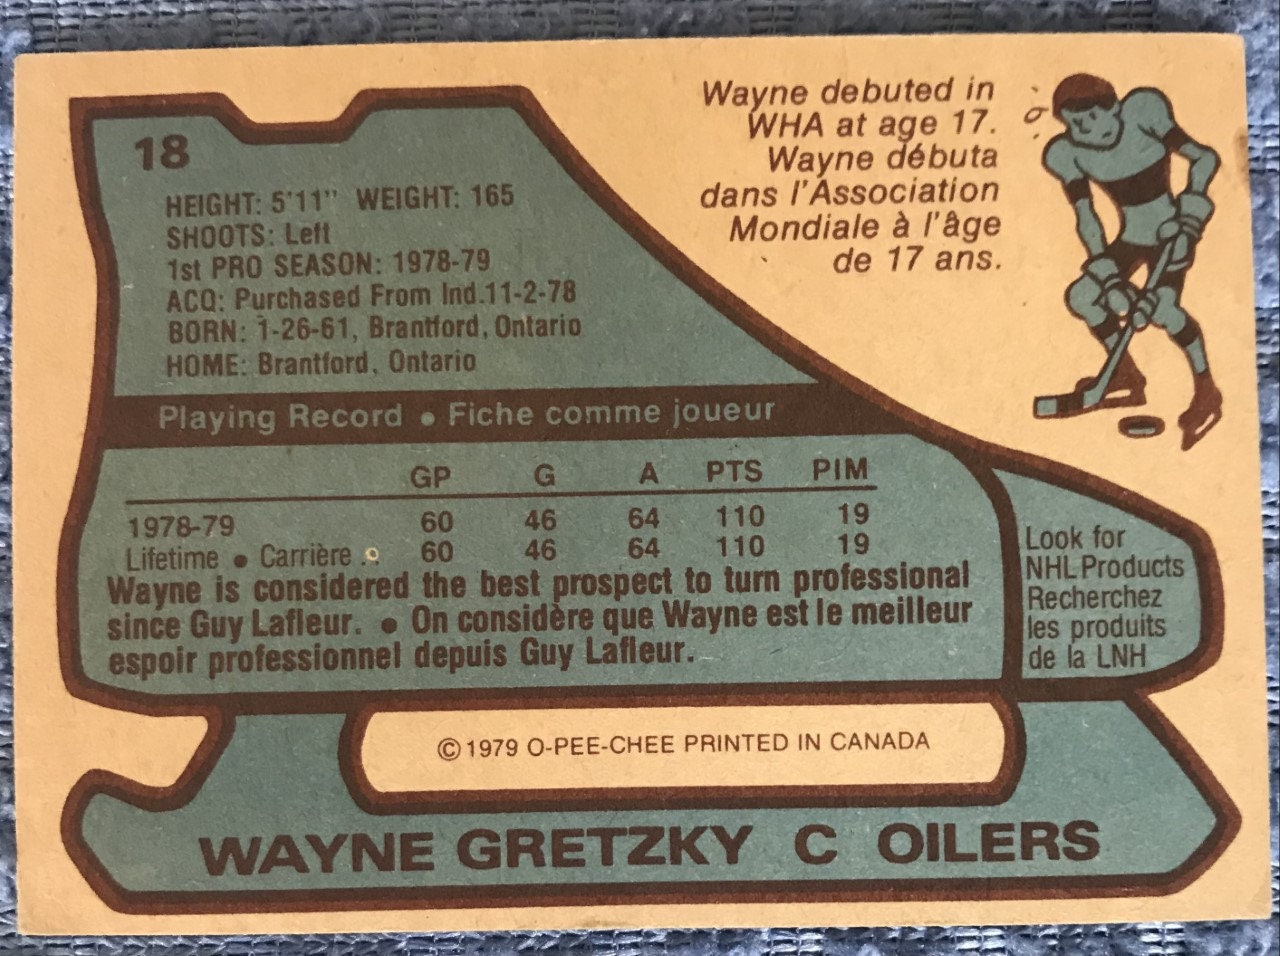 18
HEIGHT: 5'11" WEIGHT: 165
SHOOTS: Left
1st PRO SEASON: 1978-79
ACQ: Purchased From Ind.11-2-78
BORN: 1-26-61, Brantford, Ontario
HOME: Brantford, Ontario
Wayne debuted in
WHA at age 17.
Wayne débuta
dans l'Association
Mondiale à l'âge
de 17 ans.
Playing Record • Fiche comme joueur
GP G A PTS PIM
1978-79 60 46 64 110 19
Lifetime • Carrière 60 46 64 110 19
Wayne is considered the best prospect to turn professional
since Guy Lafleur. • On considère que Wayne est le meilleur
espoir professionnel depuis Guy Lafleur.
Look for
NHL Products
Recherchez
les produits
de la LNH
© 1979 O-PEE-CHEE PRINTED IN CANADA
WAYNE GRETZKY C OILERS